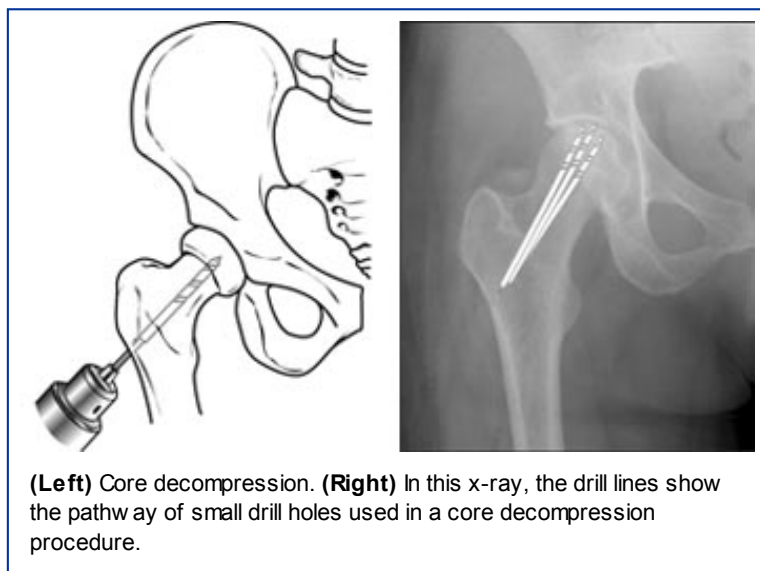 (Left) Core decompression. (Right) In this x-ray, the drill lines show
the pathway of small drill holes used in a core decompression
procedure.